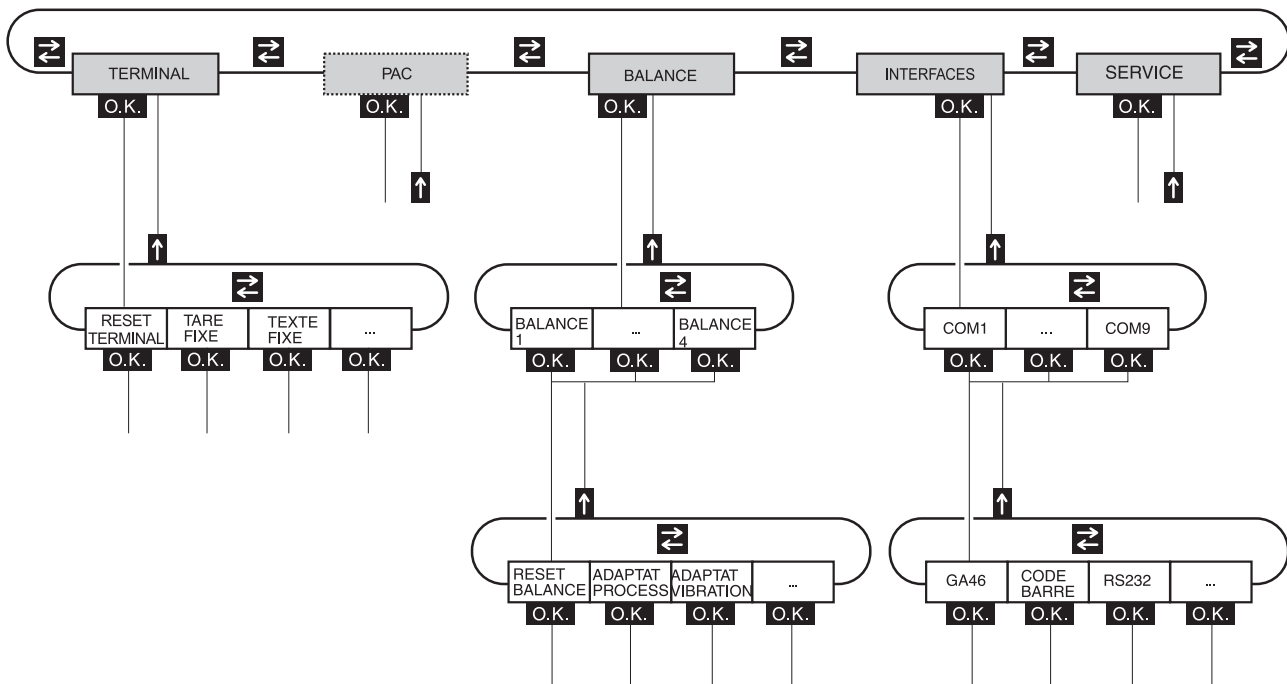 TERMINAL
PAC
BALANCE
INTERFACES
SERVICE
O.K.
O.K.
O.K.
O.K.
O.K.
RESET
TERMINAL
TARE
FIXE
TEXTE
FIXE
...
O.K.
O.K.
O.K.
O.K.
BALANCE
1
...
BALANCE
4
O.K.
O.K.
O.K.
COM1
...
COM9
O.K.
O.K.
O.K.
RESET
BALANCE
ADAPTAT
PROCESS
ADAPTAT
VIBRATION
...
O.K.
O.K.
O.K.
O.K.
GA46
CODE
BARRE
RS232
...
O.K.
O.K.
O.K.
O.K.